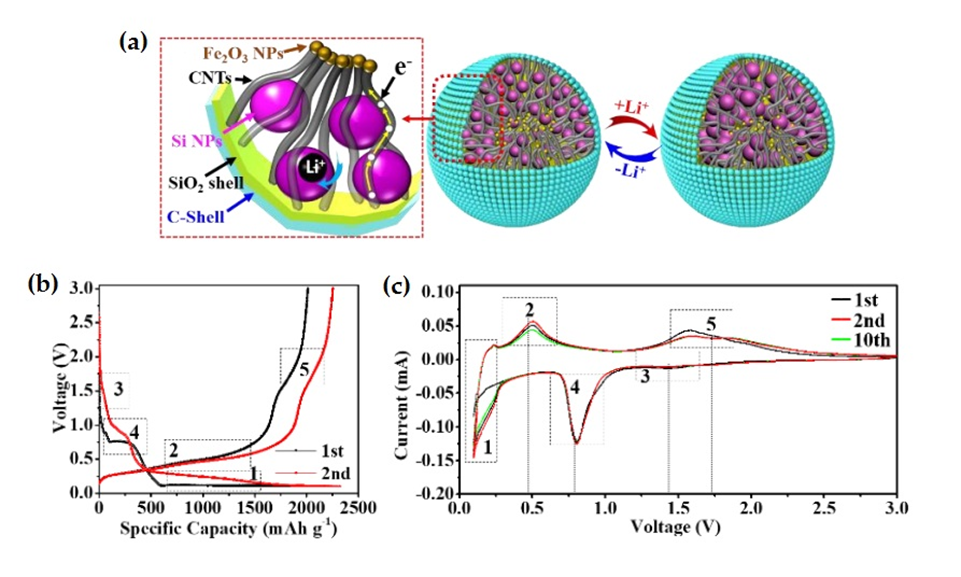 (a)
Fe₂O₃ NPs
CNTs
e⁻
Si NPs
Li⁺
SiO₂ shell
C-Shell
+Li⁺
-Li⁺
(b)
3.0
2.5
2.0
1.5
1.0
0.5
0.0
Voltage (V)
3
4
2
1
5
1st
2nd
0 500 1000 1500 2000 2500
Specific Capacity (mAh g⁻¹)
(c)
0.10
0.05
0.00
-0.05
-0.10
-0.15
-0.20
Current (mA)
2
5
3
4
1
1st
2nd
10th
0.0 0.5 1.0 1.5 2.0 2.5 3.0
Voltage (V)